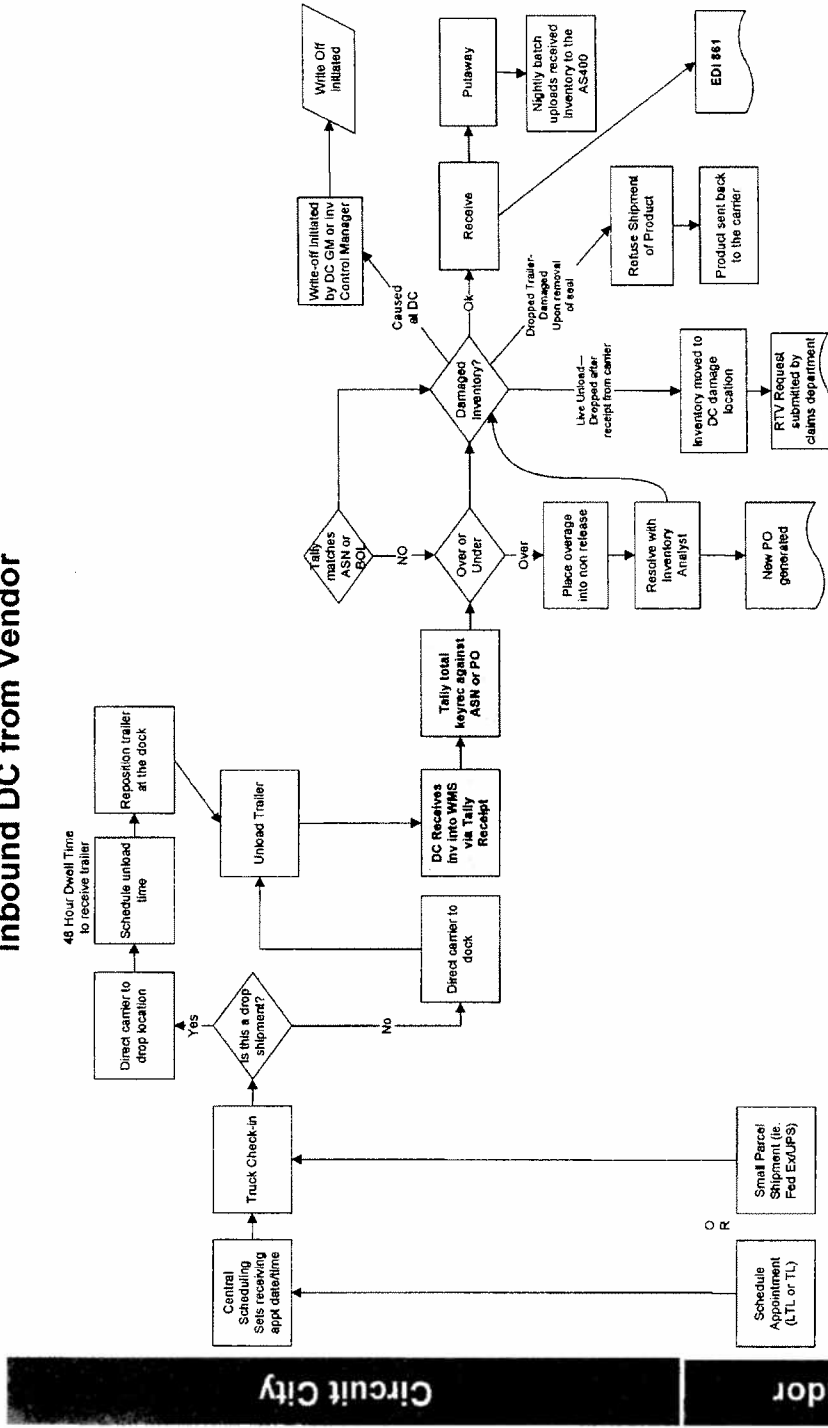 Inbound DC from Vendor
Circuit City
dor
Central
Scheduling
Sets receiving
appt date/time
Schedule
Appointment
(LTL or TL)
O
R
Small Parcel
Shipment (ie.
Fed Ex/UPS)
Truck Check-in
Is this a drop
shipment?
Yes
No
Direct carrier to
drop location
48 Hour Dwell Time
to receive trailer
Schedule unload
time
Reposition trailer
at the dock
Direct carrier to
dock
Unload Trailer
DC Receives
Inv into WMS
via Tally
Receipt
Tally total
keyrec against
ASN or PO
Tally
matches
ASN or
BOL
NO
Over or
Under
Over
Place overage
into non release
Resolve with
Inventory
Analyst
New PO
generated
Damaged
Inventory?
Caused
at DC
Write-off Initiated
by DC GM or Inv
Control Manager
Write Off
Initiated
Ok
Receive
Putaway
Nightly batch
uploads received
Inventory to the
AS400
EDI 861
Dropped Trailer-
Damaged
Upon removal
of seal
Refuse Shipment
of Product
Product sent back
to the carrier
Live Unload—
Dropped after
receipt from carrier
Inventory moved to
DC damage
location
RTV Request
submitted by
claims department